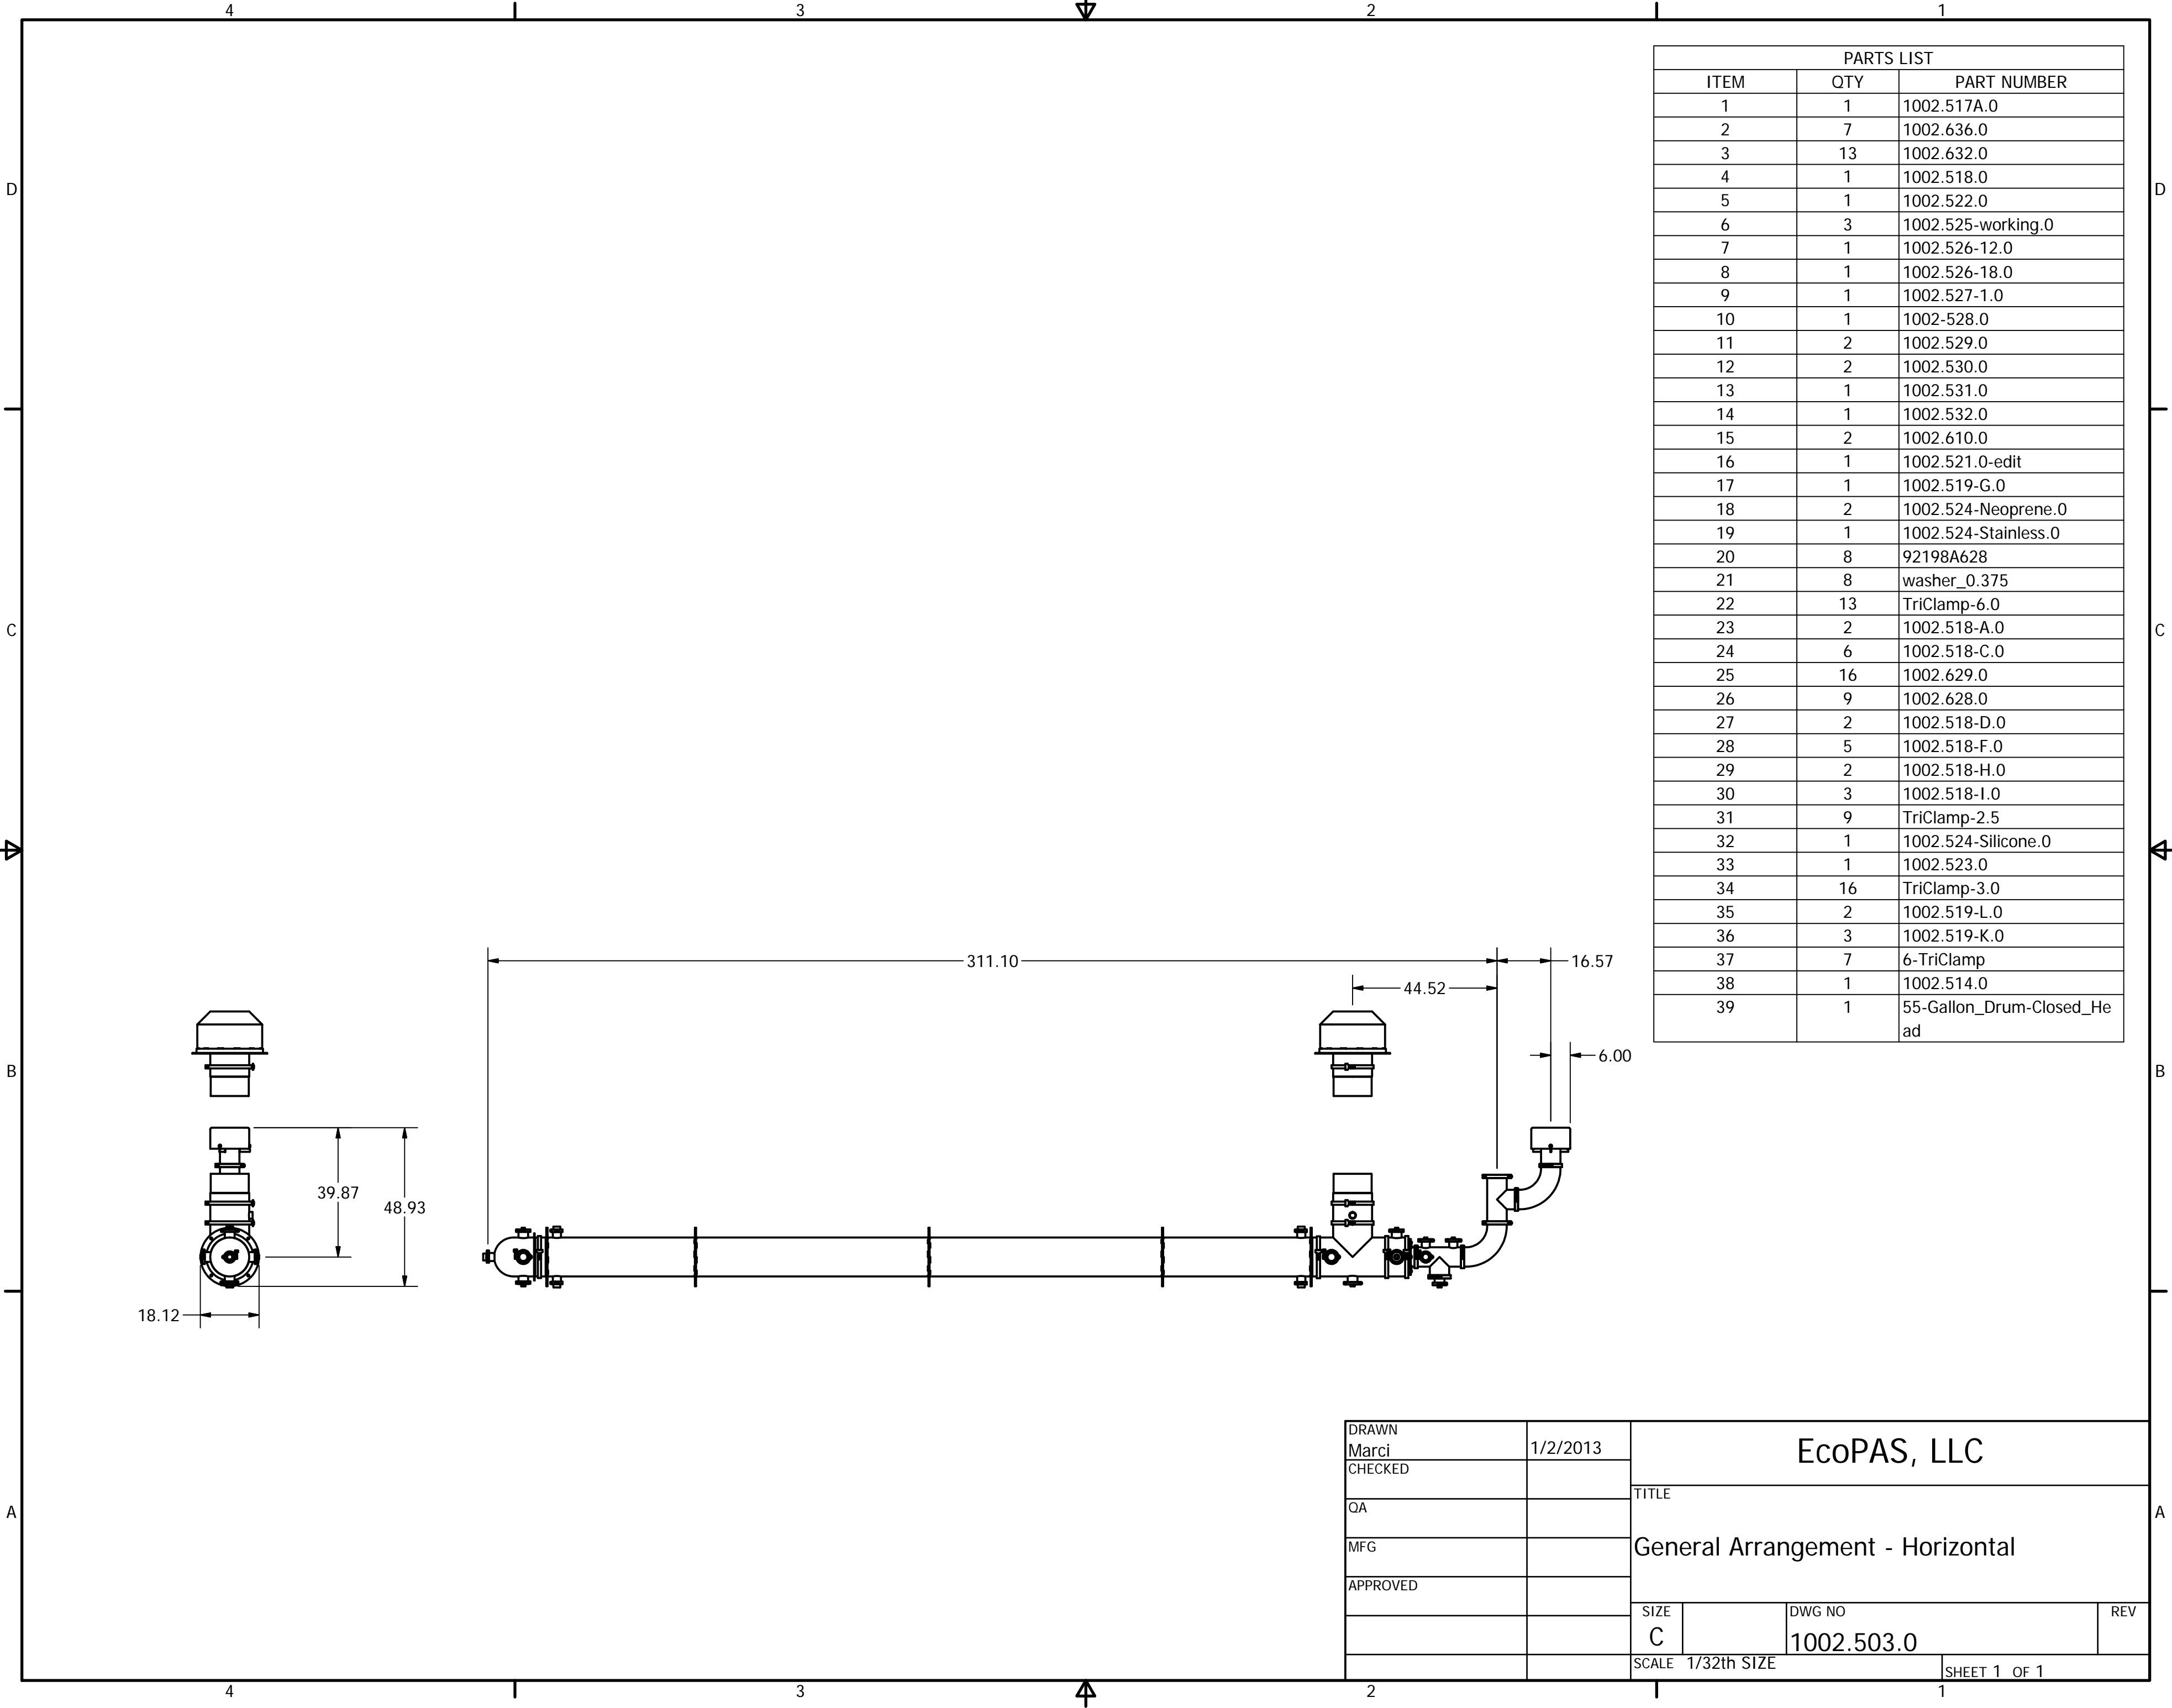 4 3 2 1
D D
C C
B B
A A
PARTS LIST
ITEM QTY PART NUMBER
1 1 1002.517A.0
2 7 1002.636.0
3 13 1002.632.0
4 1 1002.518.0
5 1 1002.522.0
6 3 1002.525-working.0
7 1 1002.526-12.0
8 1 1002.526-18.0
9 1 1002.527-1.0
10 1 1002-528.0
11 2 1002.529.0
12 2 1002.530.0
13 1 1002.531.0
14 1 1002.532.0
15 2 1002.610.0
16 1 1002.521.0-edit
17 1 1002.519-G.0
18 2 1002.524-Neoprene.0
19 1 1002.524-Stainless.0
20 8 92198A628
21 8 washer_0.375
22 13 TriClamp-6.0
23 2 1002.518-A.0
24 6 1002.518-C.0
25 16 1002.629.0
26 9 1002.628.0
27 2 1002.518-D.0
28 5 1002.518-F.0
29 2 1002.518-H.0
30 3 1002.518-I.0
31 9 TriClamp-2.5
32 1 1002.524-Silicone.0
33 1 1002.523.0
34 16 TriClamp-3.0
35 2 1002.519-L.0
36 3 1002.519-K.0
37 7 6-TriClamp
38 1 1002.514.0
39 1 55-Gallon_Drum-Closed_He
ad
311.10
16.57
44.52
6.00
39.87
48.93
18.12
DRAWN
Marci 1/2/2013
CHECKED
QA
MFG
APPROVED
EcoPAS, LLC
TITLE
General Arrangement - Horizontal
SIZE
C
DWG NO
1002.503.0
REV
SCALE 1/32th SIZE
SHEET 1 OF 1
4 3 2 1